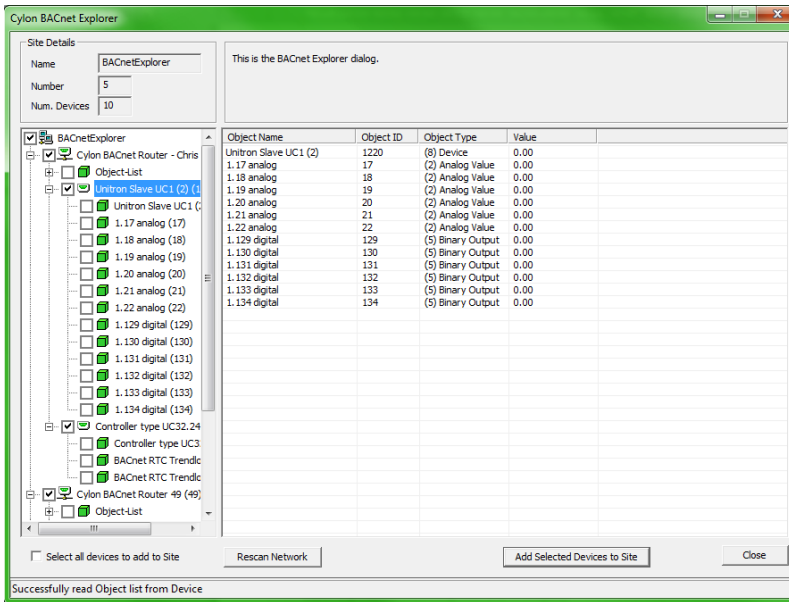 Cylon BACnet Explorer
Site Details
Name BACnetExplorer
Number 5
Num. Devices 10
This is the BACnet Explorer dialog.
BACnetExplorer
Cylon BACnet Router - Chris
Object-List
Unitron Slave UC1 (2) (1
Unitron Slave UC1 (2
1.17 analog (17)
1.18 analog (18)
1.19 analog (19)
1.20 analog (20)
1.21 analog (21)
1.22 analog (22)
1.129 digital (129)
1.130 digital (130)
1.131 digital (131)
1.132 digital (132)
1.133 digital (133)
1.134 digital (134)
Controller type UC32.24
Controller type UC3
BACnet RTC Trendlc
BACnet RTC Trendlc
Cylon BACnet Router 49 (49)
Object-List
Object Name Object ID Object Type Value
Unitron Slave UC1 (2) 1220 (8) Device 0.00
1.17 analog 17 (2) Analog Value 0.00
1.18 analog 18 (2) Analog Value 0.00
1.19 analog 19 (2) Analog Value 0.00
1.20 analog 20 (2) Analog Value 0.00
1.21 analog 21 (2) Analog Value 0.00
1.22 analog 22 (2) Analog Value 0.00
1.129 digital 129 (5) Binary Output 0.00
1.130 digital 130 (5) Binary Output 0.00
1.131 digital 131 (5) Binary Output 0.00
1.132 digital 132 (5) Binary Output 0.00
1.133 digital 133 (5) Binary Output 0.00
1.134 digital 134 (5) Binary Output 0.00
Select all devices to add to Site
Rescan Network
Add Selected Devices to Site
Close
Successfully read Object list from Device